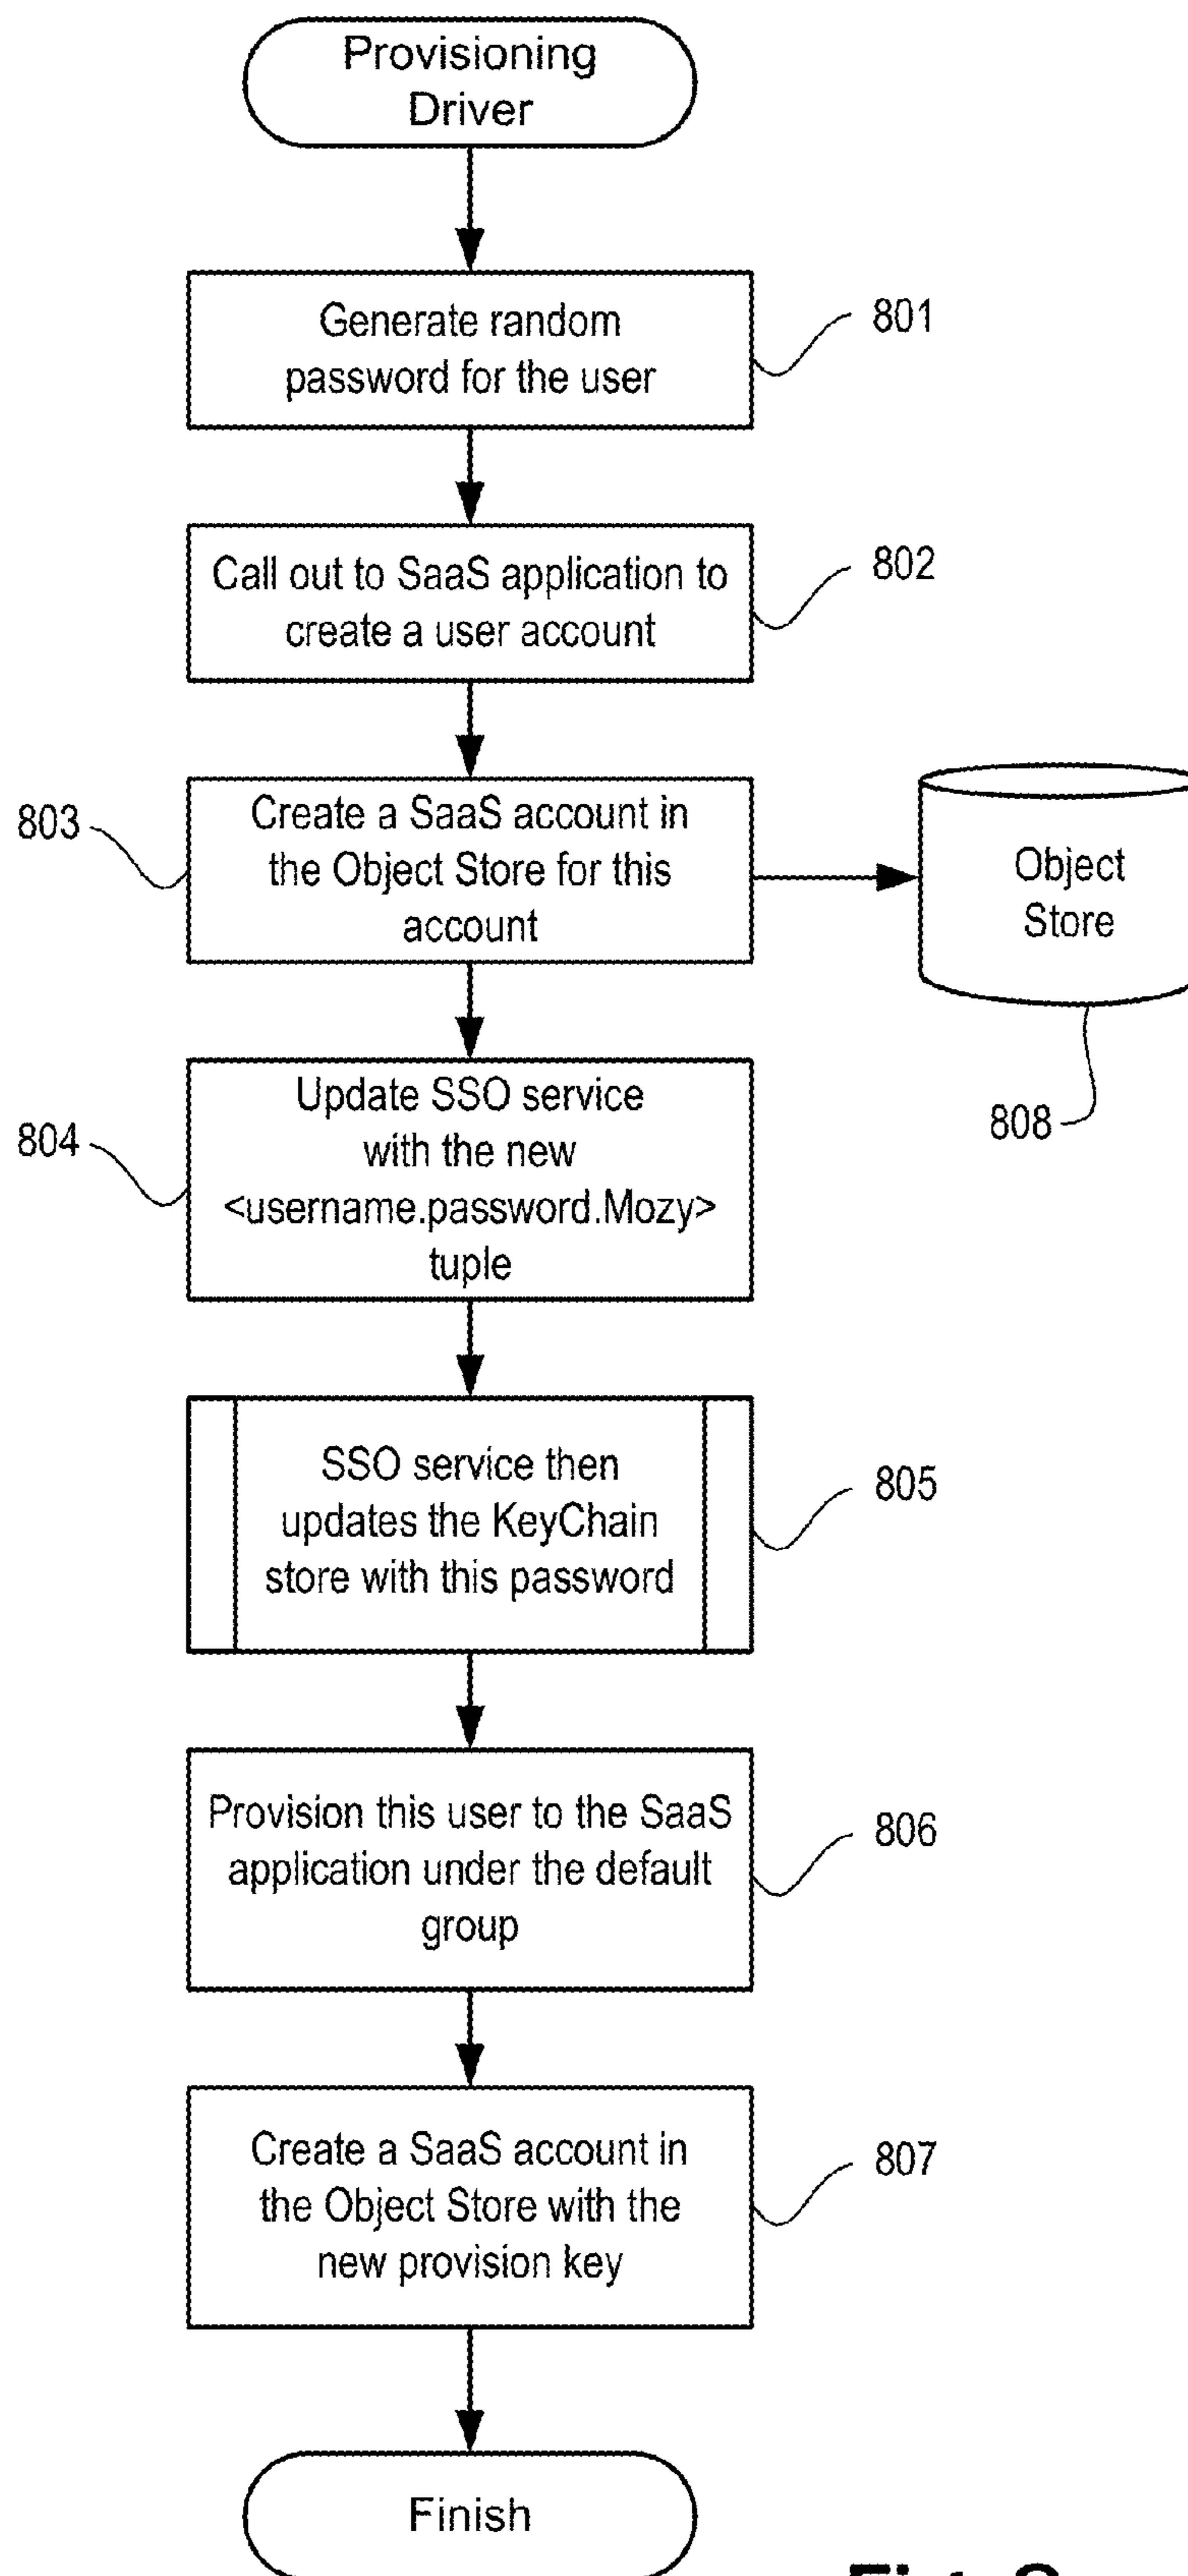 Provisioning
Driver
Generate random
password for the user
801
Call out to SaaS application to
create a user account
802
803
Create a SaaS account in
the Object Store for this
account
Object
Store
808
804
Update SSO service
with the new
<username.password.Mozy>
tuple
SSO service then
updates the KeyChain
store with this password
805
Provision this user to the SaaS
application under the default
group
806
Create a SaaS account in
the Object Store with the
new provision key
807
Finish